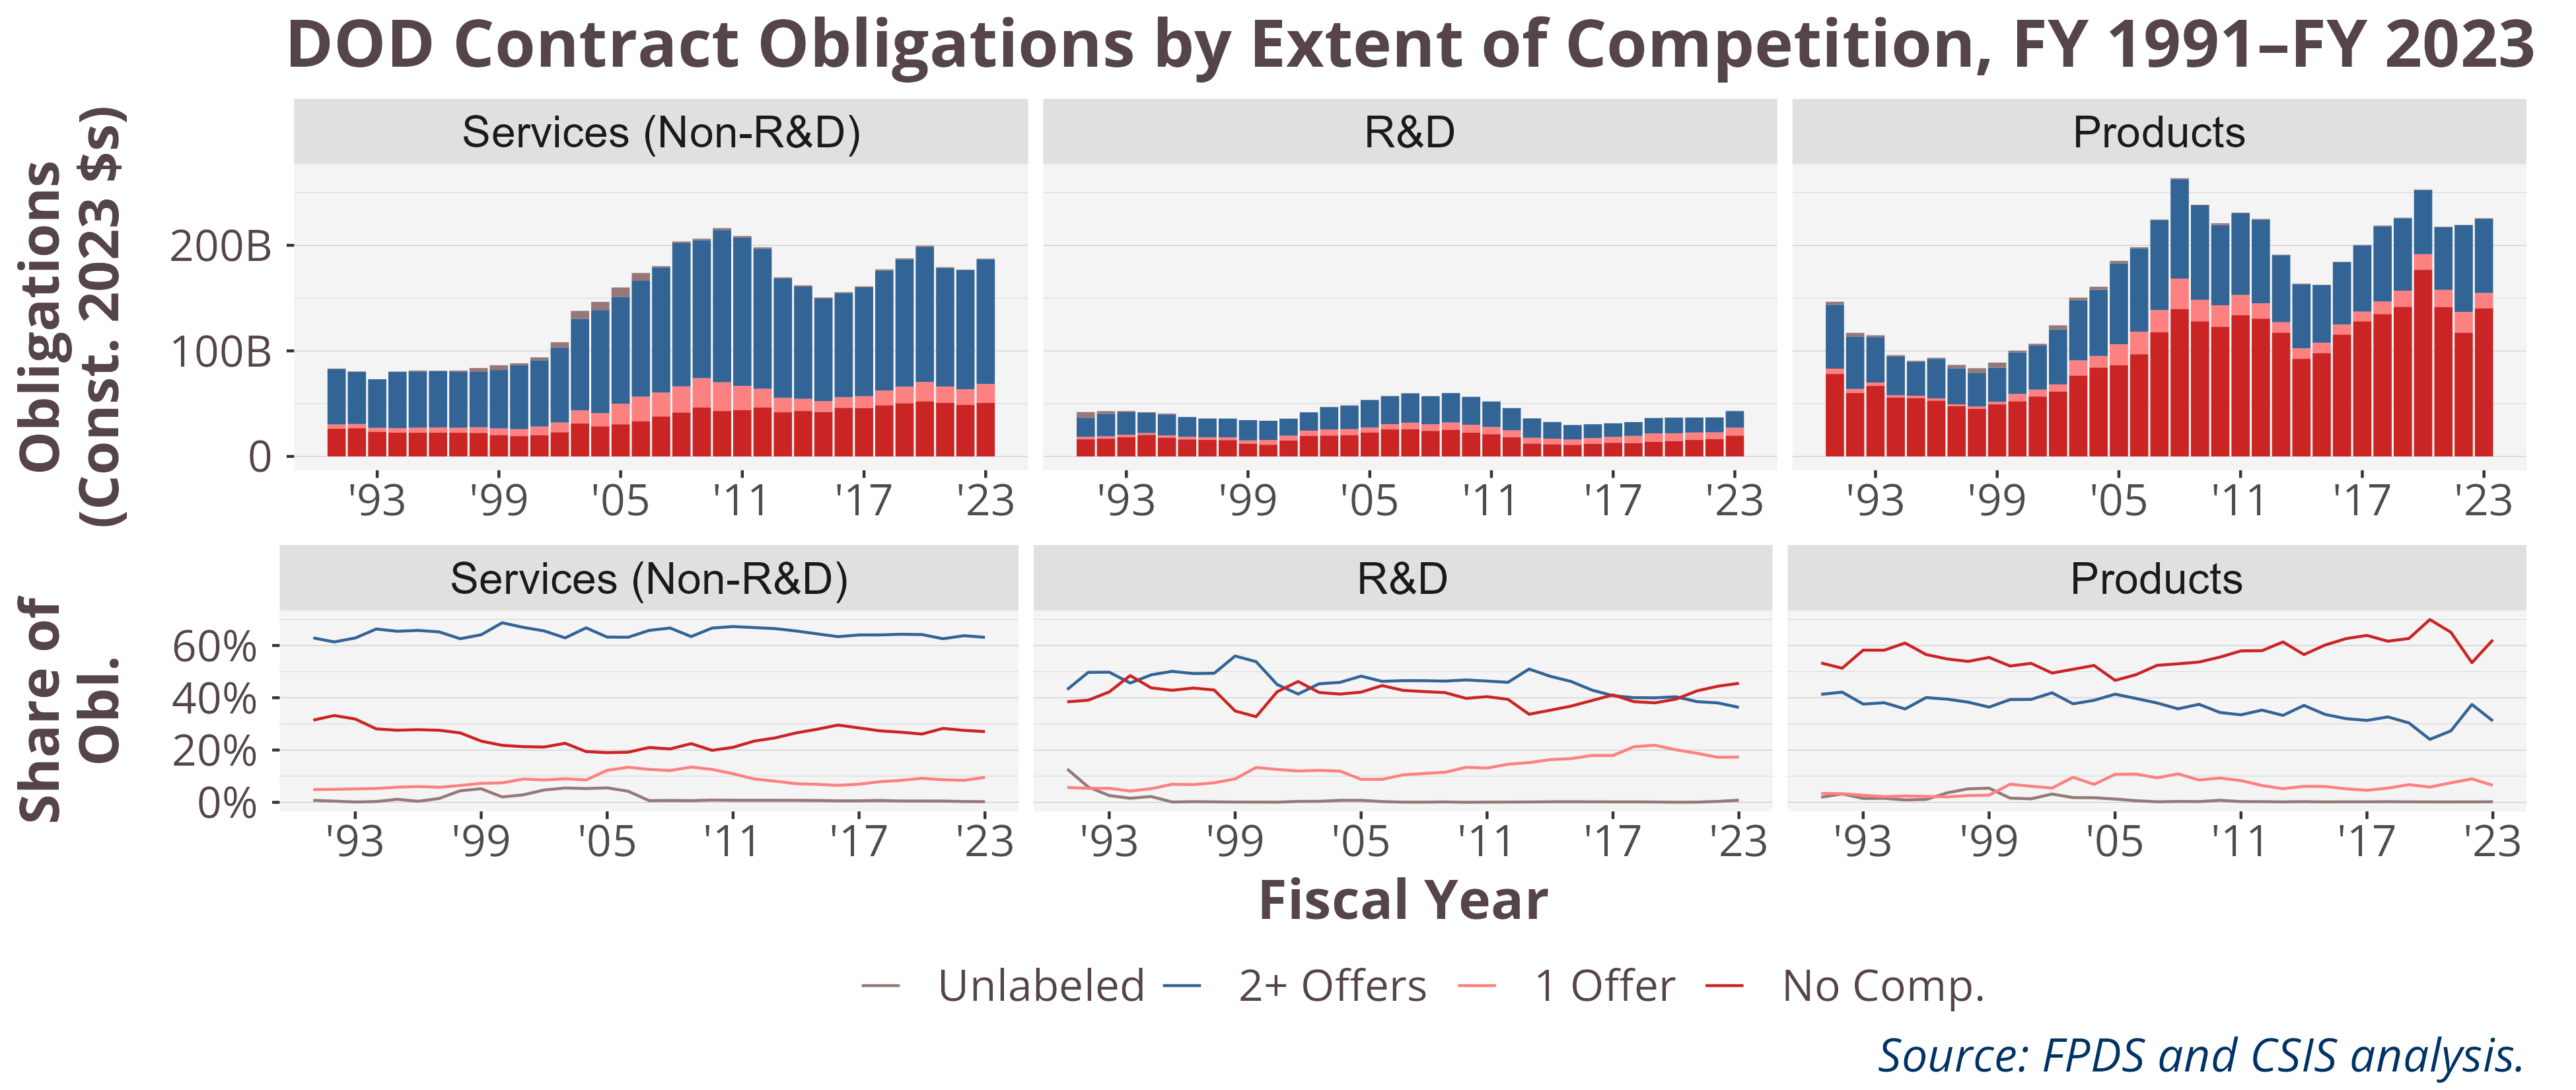 DOD Contract Obligations by Extent of Competition, FY 1991–FY 2023
Obligations
(Const. 2023 $s)
Services (Non-R&D)
R&D
Products
200B
100B
0
'93 '99 '05 '11 '17 '23
'93 '99 '05 '11 '17 '23
'93 '99 '05 '11 '17 '23
Share of
Obl.
Services (Non-R&D)
R&D
Products
60%
40%
20%
0%
'93 '99 '05 '11 '17 '23
'93 '99 '05 '11 '17 '23
'93 '99 '05 '11 '17 '23
Fiscal Year
Unlabeled 2+ Offers 1 Offer No Comp.
Source: FPDS and CSIS analysis.